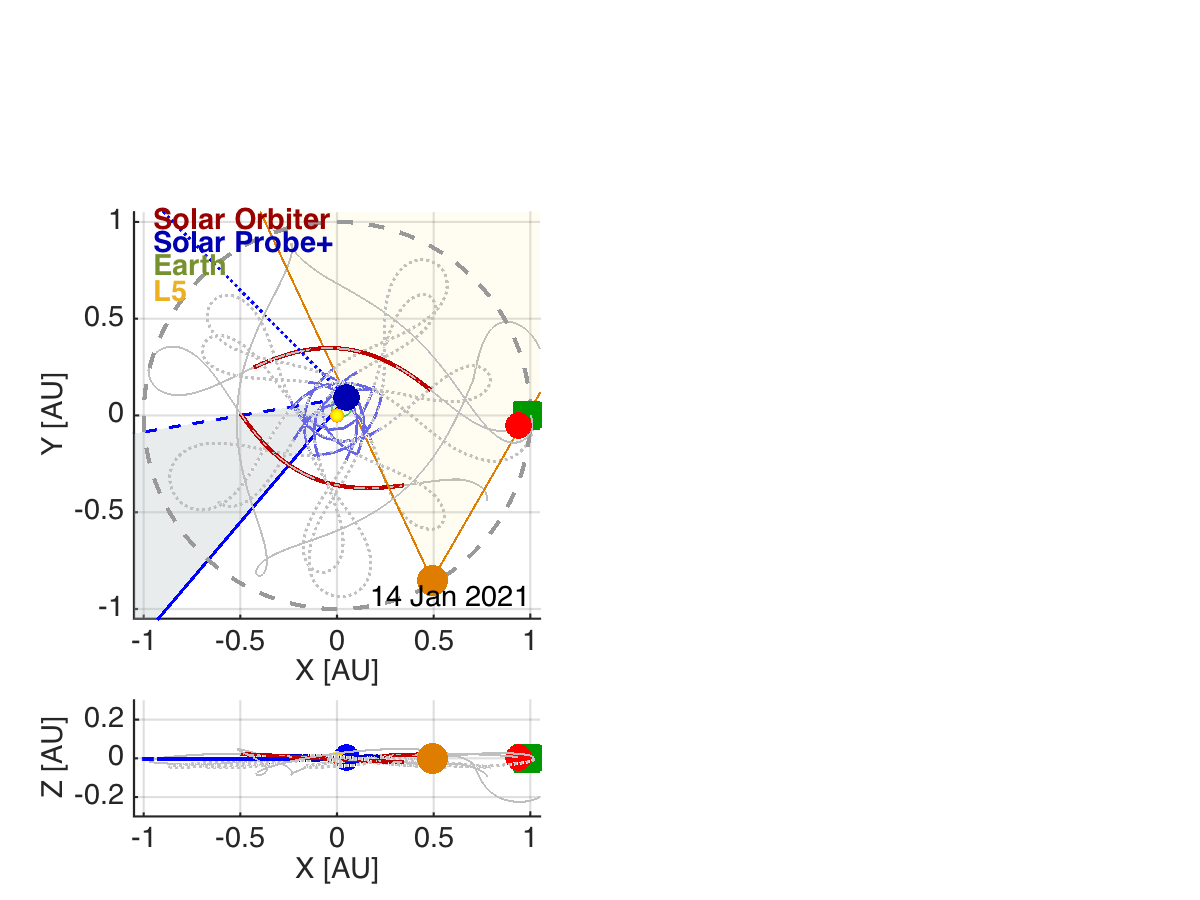 1
Solar Orbiter
Solar Probe+
Earth
L5
0.5
0
-0.5
-1
Y [AU]
14 Jan 2021
-1 -0.5 0 0.5 1
X [AU]
0.2
0
-0.2
Z [AU]
-1 -0.5 0 0.5 1
X [AU]